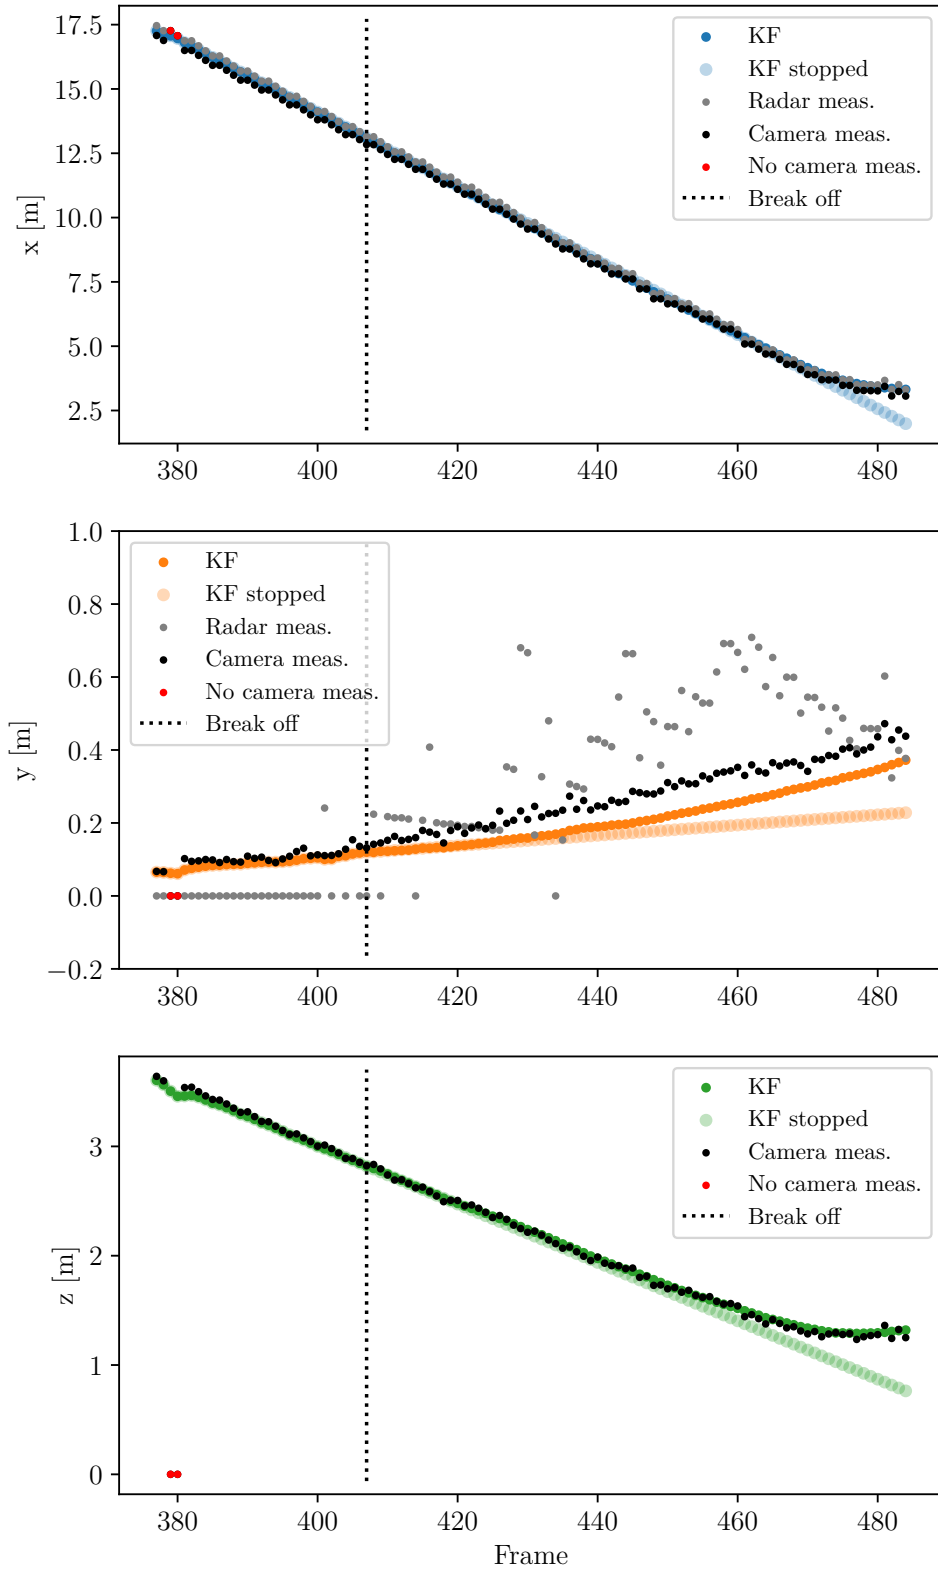 17.5
15.0
12.5
10.0
7.5
5.0
2.5
x [m]
KF
KF stopped
Radar meas.
Camera meas.
No camera meas.
Break off
380 400 420 440 460 480
1.0
0.8
0.6
0.4
0.2
0.0
−0.2
y [m]
KF
KF stopped
Radar meas.
Camera meas.
No camera meas.
Break off
380 400 420 440 460 480
3
2
1
0
z [m]
KF
KF stopped
Camera meas.
No camera meas.
Break off
380 400 420 440 460 480
Frame